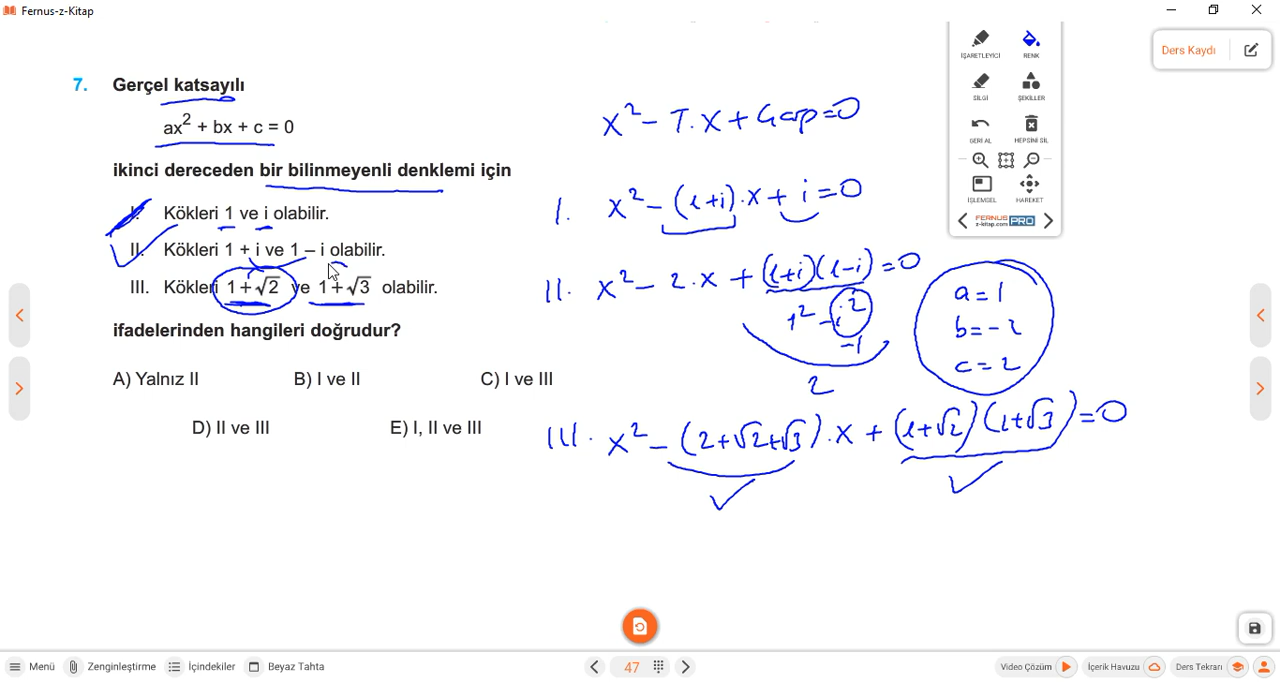 Fernus-z-Kitap
Ders Kaydı
7. Gerçel katsayılı
ax² + bx + c = 0
ikinci dereceden bir bilinmeyenli denklemi için
I. Kökleri 1 ve i olabilir.
II. Kökleri 1 + i ve 1 – i olabilir.
III. Kökleri 1 + √2 ve 1 + √3 olabilir.
ifadelerinden hangileri doğrudur?
A) Yalnız II B) I ve II C) I ve III
D) II ve III E) I, II ve III
x² - T.x + Çarp = 0
I. x² - (1+i).x + i = 0
II. x² - 2.x + (1+i)(1-i) = 0
1² - i²
-1
2
a = 1
b = -2
c = 2
III. x² - (2+√2+√3).x + (1+√2)(1+√3) = 0
İŞARETLEYİCİ RENK
SİLGİ ŞEKİLLER
GERİ AL HEPSİNİ SİL
İŞLEMSEL HAREKET
FERNUS PRO
z-kitap.com
Menü Zenginleştirme İçindekiler Beyaz Tahta 47 Video Çözüm İçerik Havuzu Ders Tekrarı